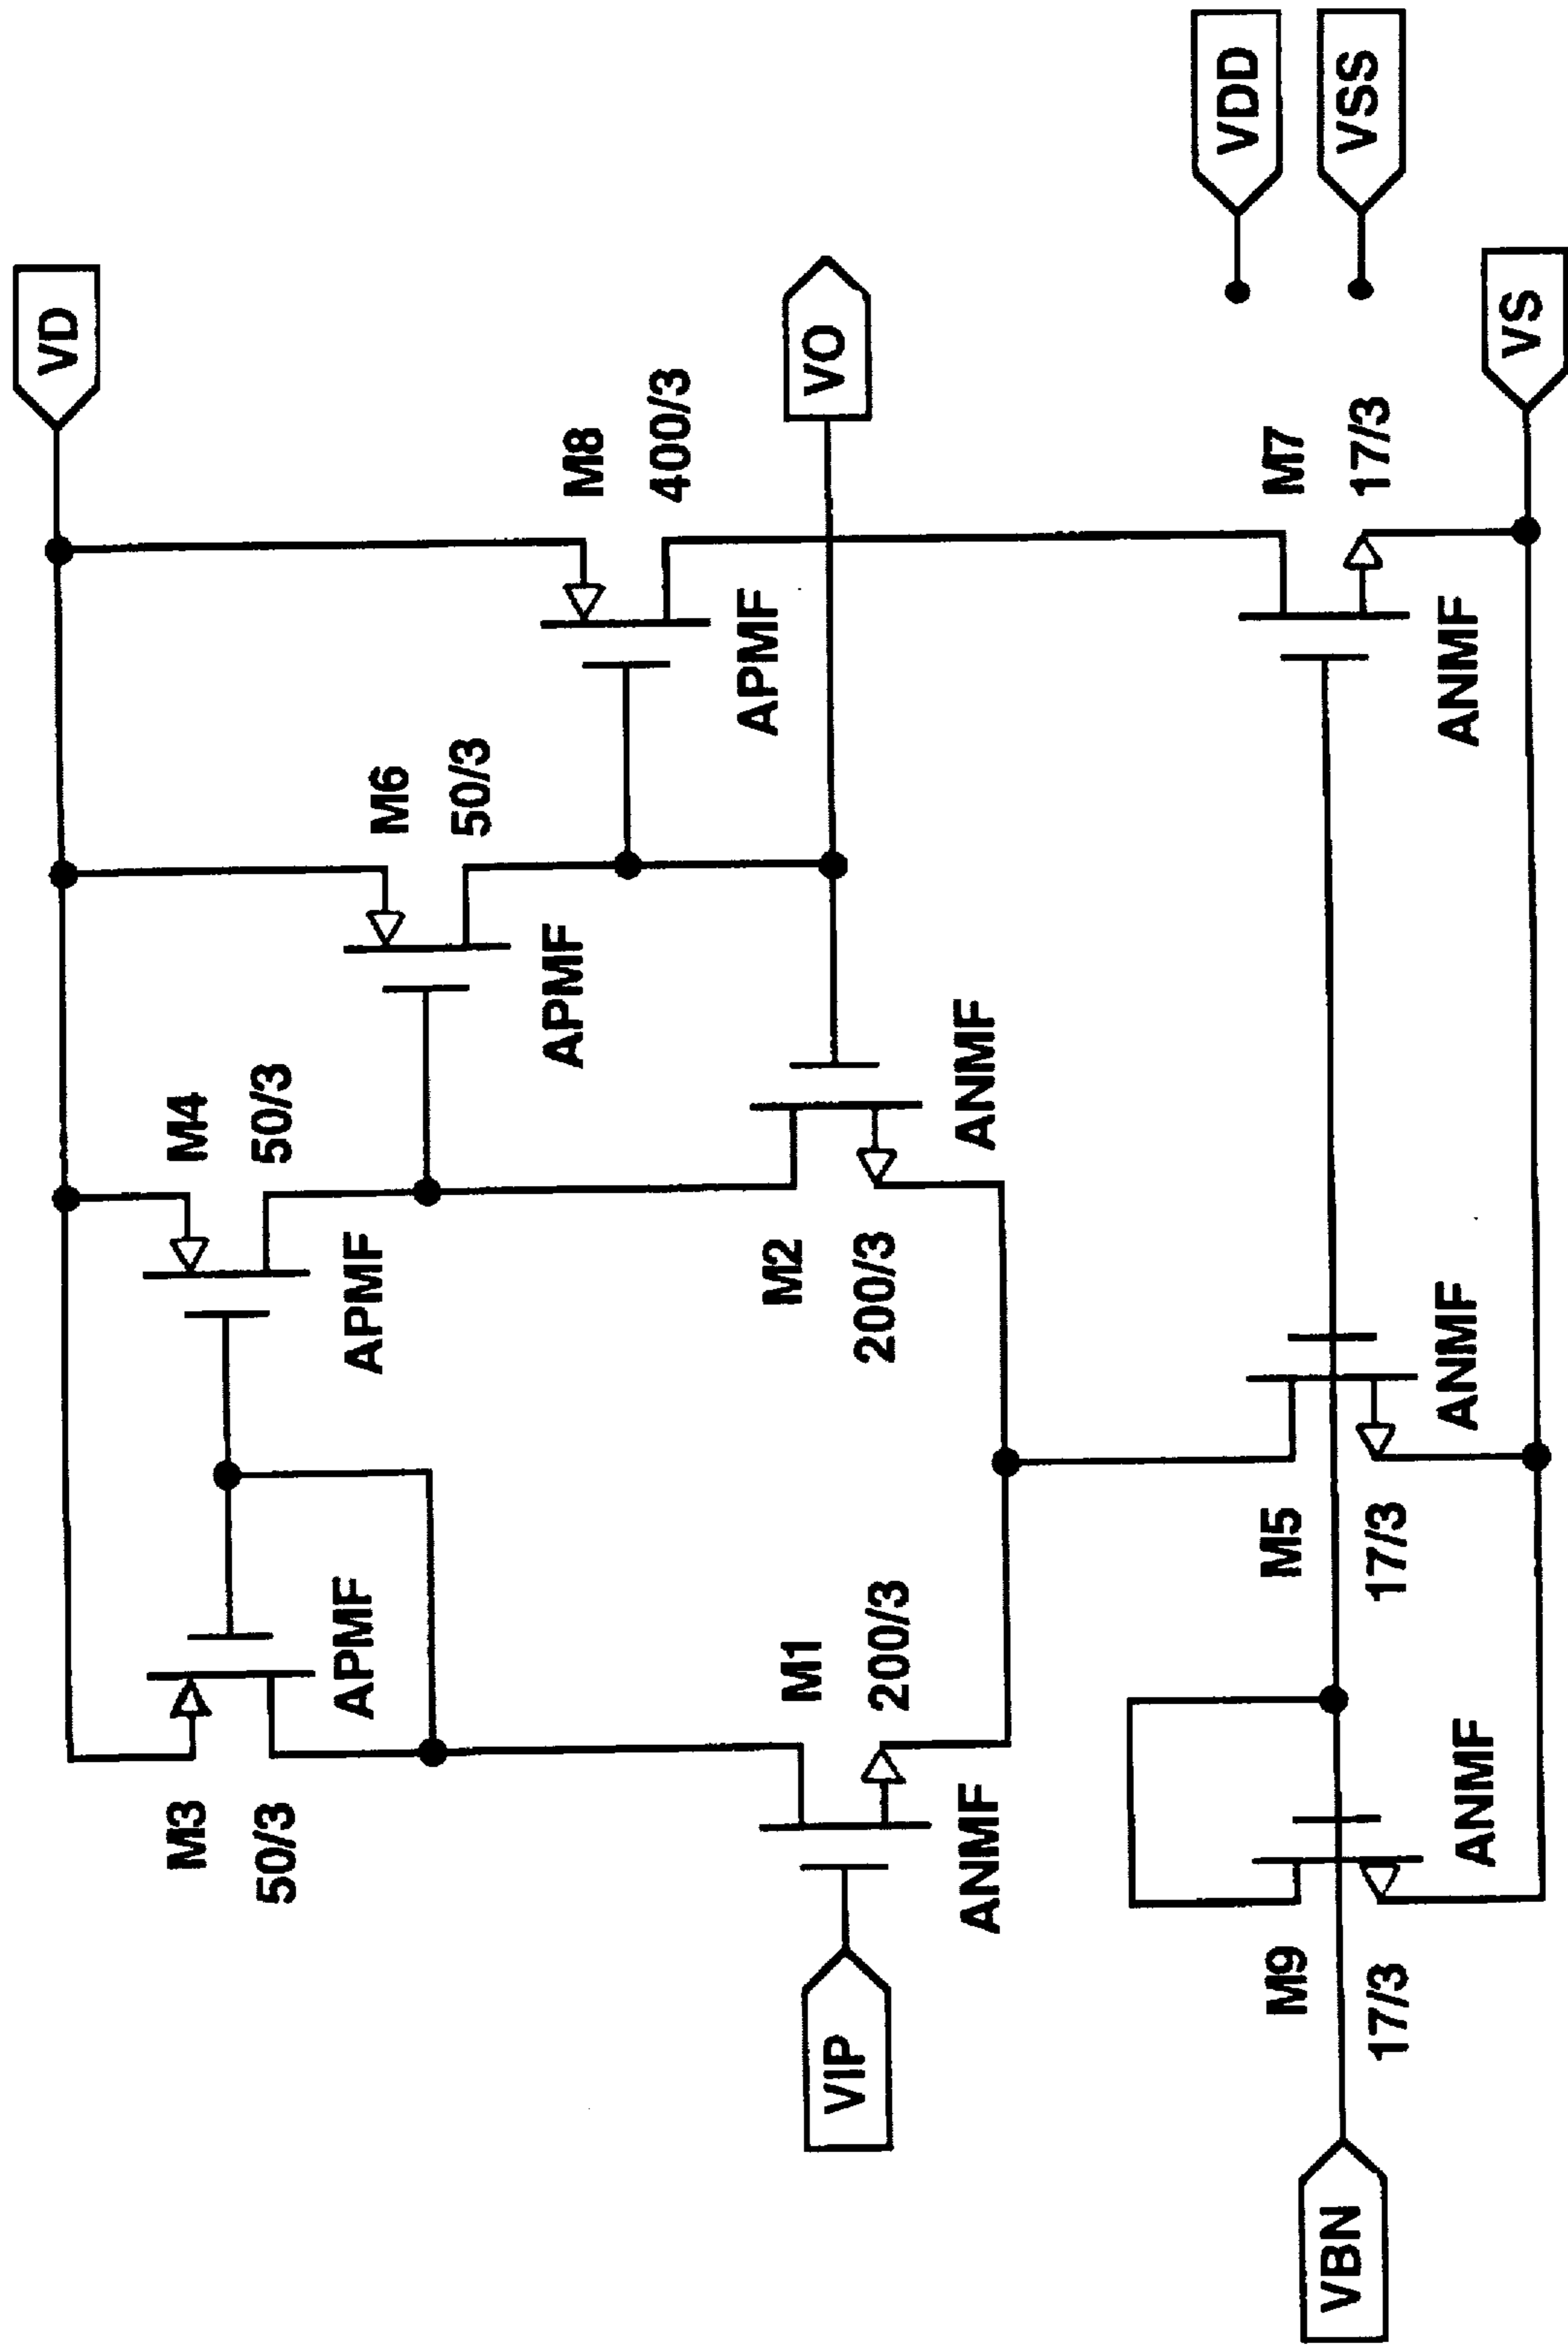 VD
M3
50/3
APMF
M4
50/3
APMF
M6
50/3
APMF
M8
400/3
APMF
VO
VIP
M1
200/3
ANMF
M2
200/3
ANMF
VDD
VSS
VBN
M9
17/3
ANMF
M5
17/3
ANMF
M7
17/3
ANMF
VS